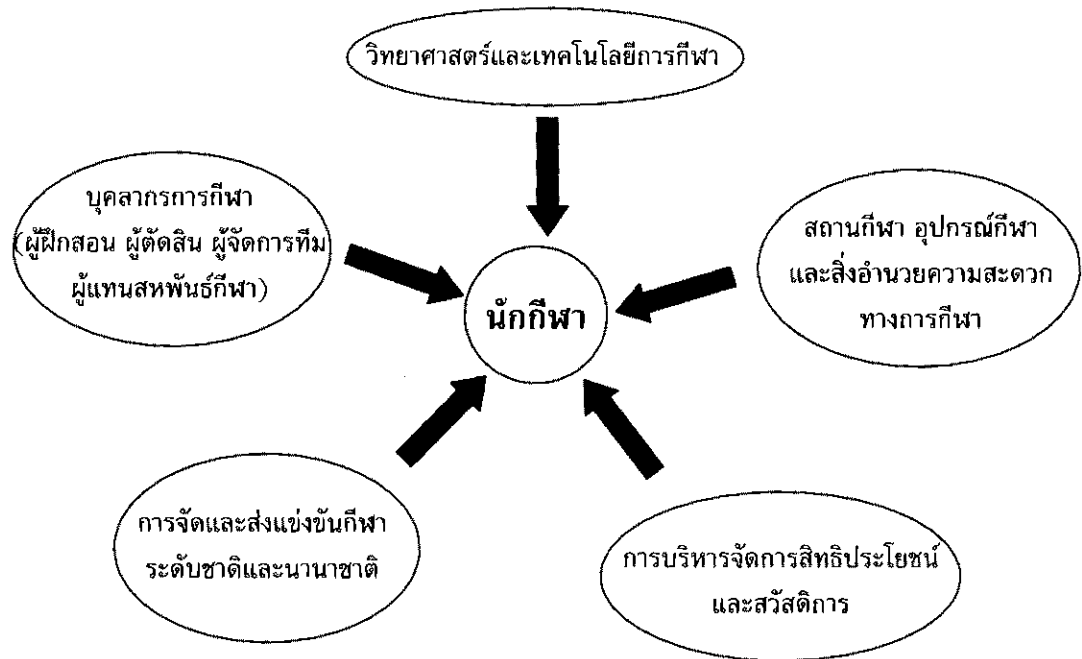 วิทยาศาสตร์และเทคโนโลยีการกีฬา
บุคลากรการกีฬา
(ผู้ฝึกสอน ผู้ตัดสิน ผู้จัดการทีม
ผู้แทนสหพันธ์กีฬา)
สถานกีฬา อุปกรณ์กีฬา
และสิ่งอำนวยความสะดวก
ทางการกีฬา
นักกีฬา
การจัดและส่งแข่งขันกีฬา
ระดับชาติและนานาชาติ
การบริหารจัดการสิทธิประโยชน์
และสวัสดิการ